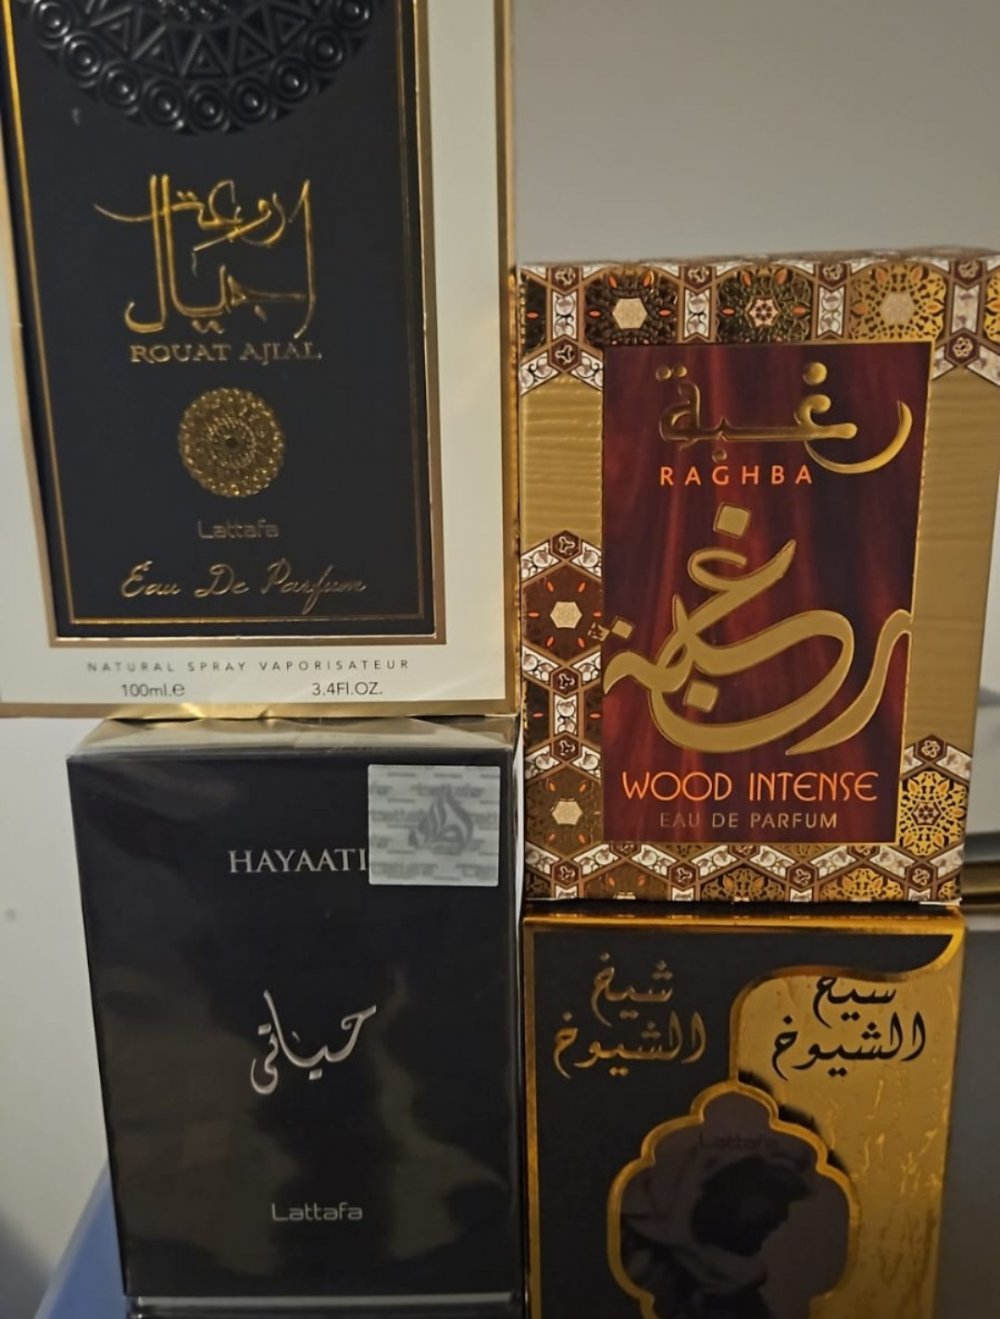 روعة
اجيال
ROUAT AJIAL
Lattafa
Eau De Parfum
NATURAL SPRAY VAPORISATEUR
100ml.e
3.4Fl.OZ.
رغبة
RAGHBA
رغبة
WOOD INTENSE
EAU DE PARFUM
HAYAATI
حياتي
Lattafa
شيخ
الشيوخ
شيخ
الشيوخ
Lattafa